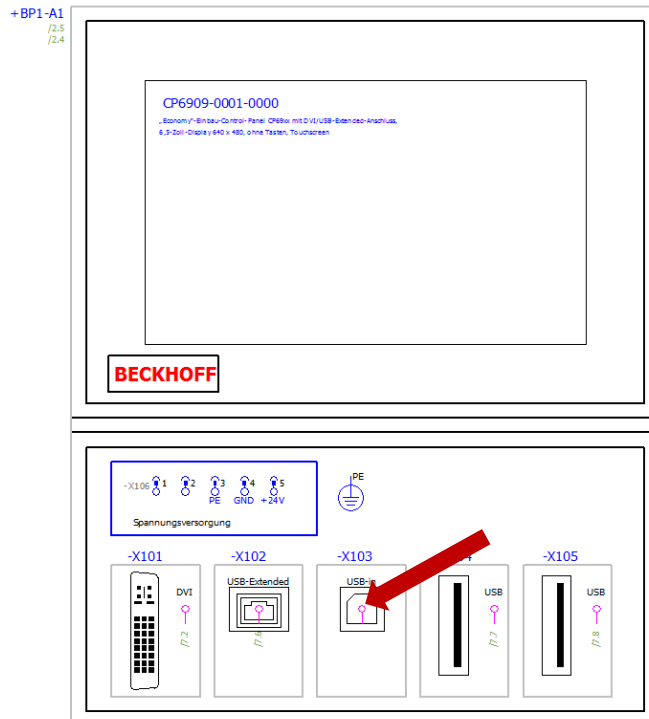 +BP1-A1
/2.5
/2.4
CP6909-0001-0000
„Economy"-Einbau-Control-Panel CP69xx mit DVI/USB-Extended-Anschluss,
6,5-Zoll-Display 640 x 480, ohne Tasten, Touchscreen
BECKHOFF
-X106 1 2 3 4 5
PE GND +24V
PE
Spannungsversorgung
-X101 -X102 -X103 -X105
USB-Extended USB-in
DVI USB USB
/7.2 /7.6 /7.7 /7.8